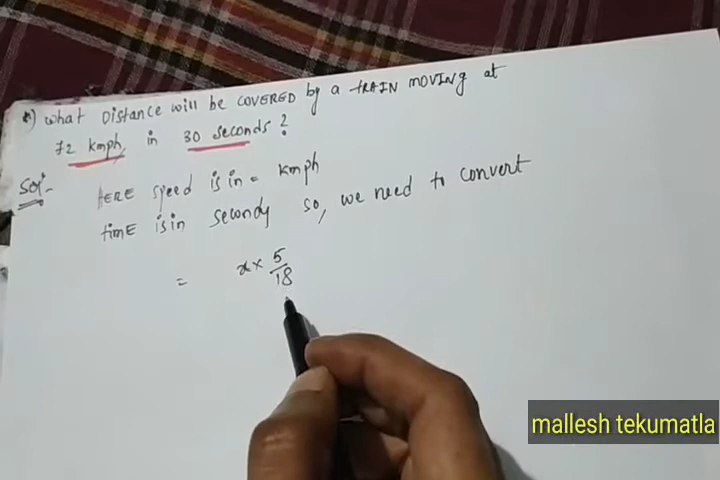 *) what Distance will be COVERED by a TRAIN MOVING at
72 kmph, in 30 seconds?
Sol:-
HERE speed is in = kmph
timE is in secondy so, we need to convert
= x × 5/18
mallesh tekumatla